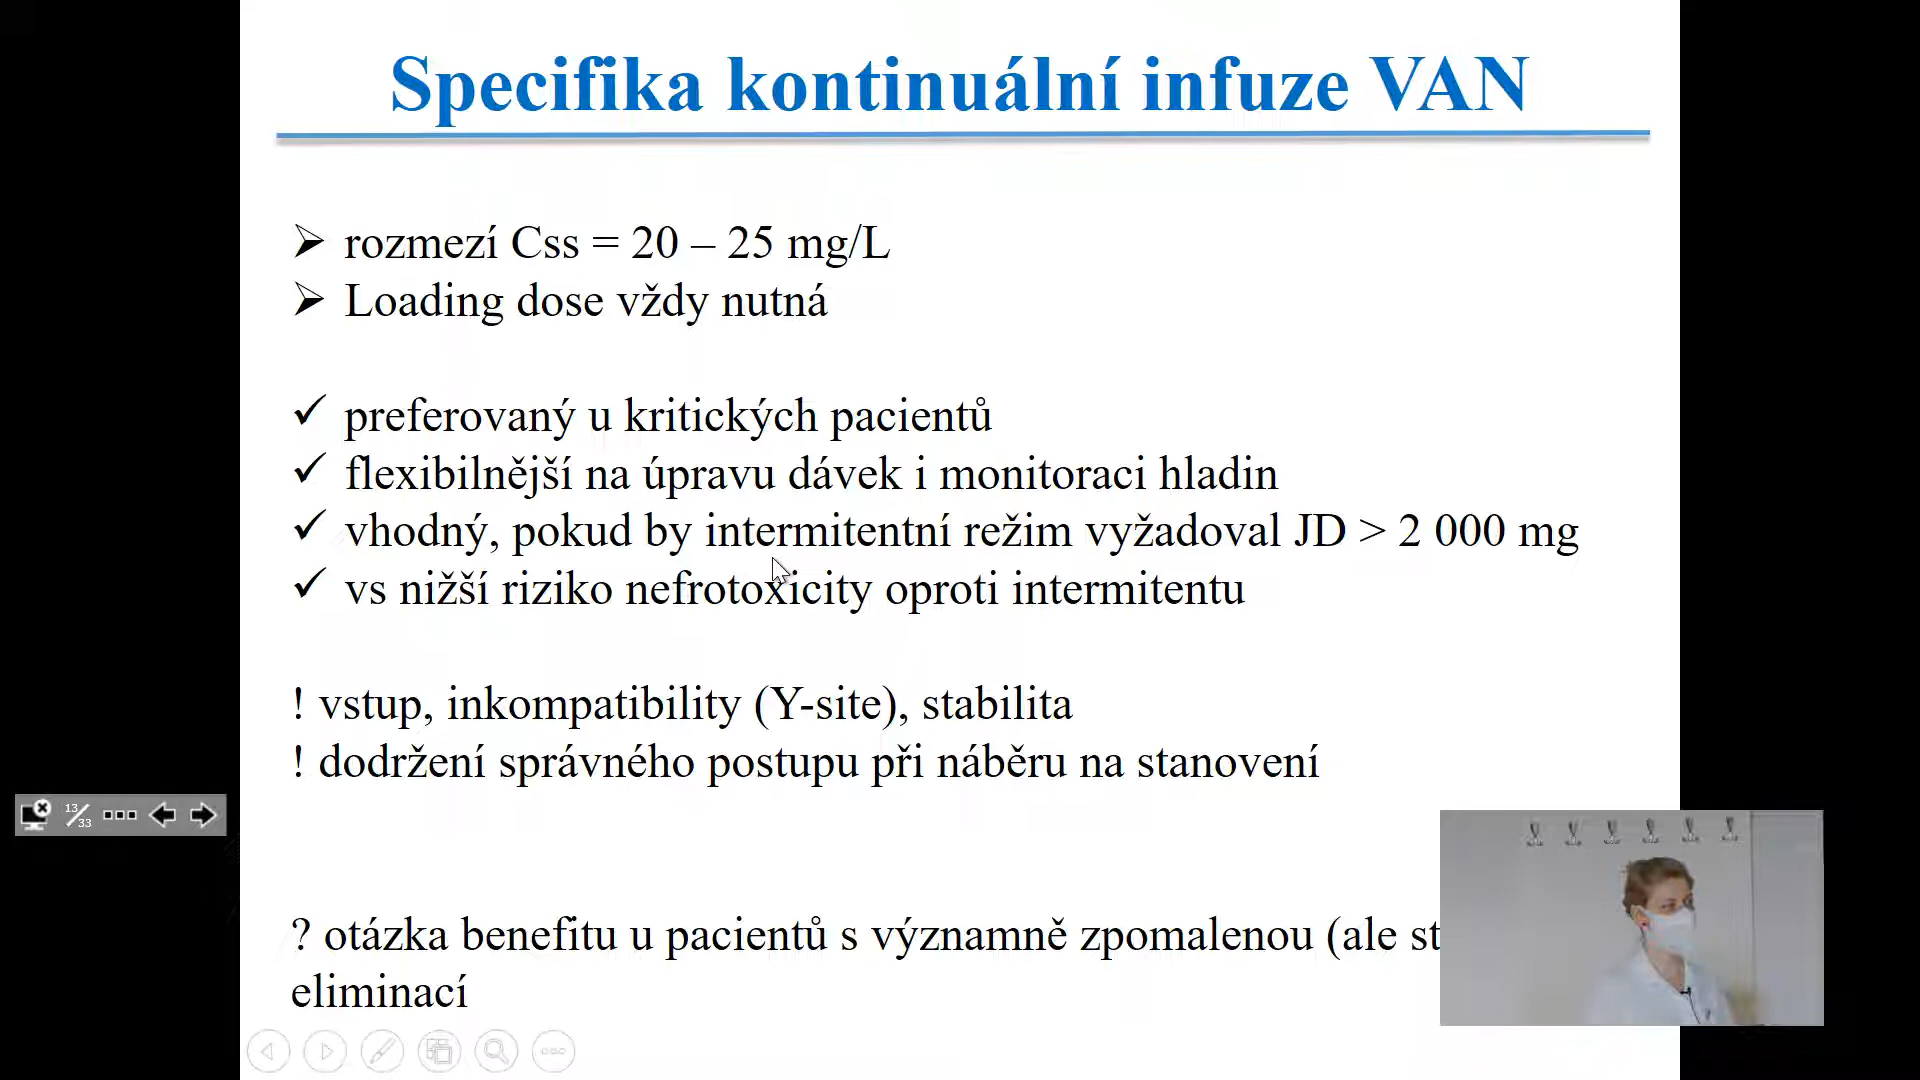 Specifika kontinuální infuze VAN
➢ rozmezí Css = 20 – 25 mg/L
➢ Loading dose vždy nutná
✓ preferovaný u kritických pacientů
✓ flexibilnější na úpravu dávek i monitoraci hladin
✓ vhodný, pokud by intermitentní režim vyžadoval JD > 2 000 mg
✓ vs nižší riziko nefrotoxicity oproti intermitentu
! vstup, inkompatibility (Y-site), stabilita
! dodržení správného postupu při náběru na stanovení
13/33
? otázka benefitu u pacientů s významně zpomalenou (ale
eliminací